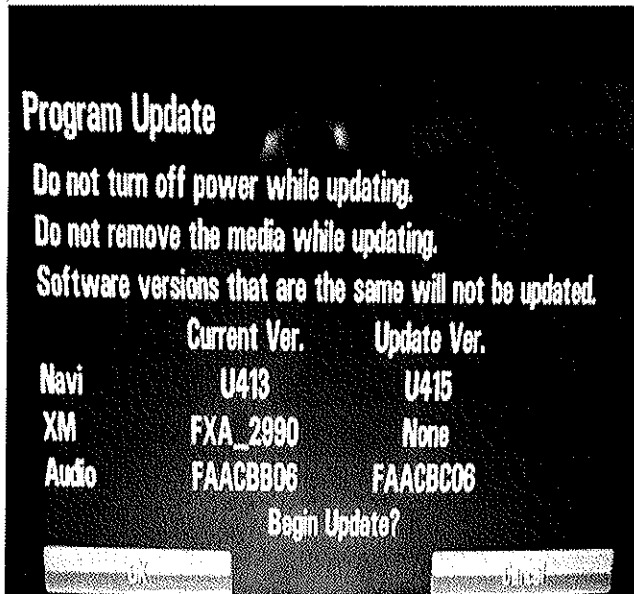 Program Update
Do not turn off power while updating.
Do not remove the media while updating.
Software versions that are the same will not be updated.
Current Ver. Update Ver.
Navi U413 U415
XM FXA_2990 None
Audio FAACBB06 FAACBC06
Begin Update?
OK Cancel